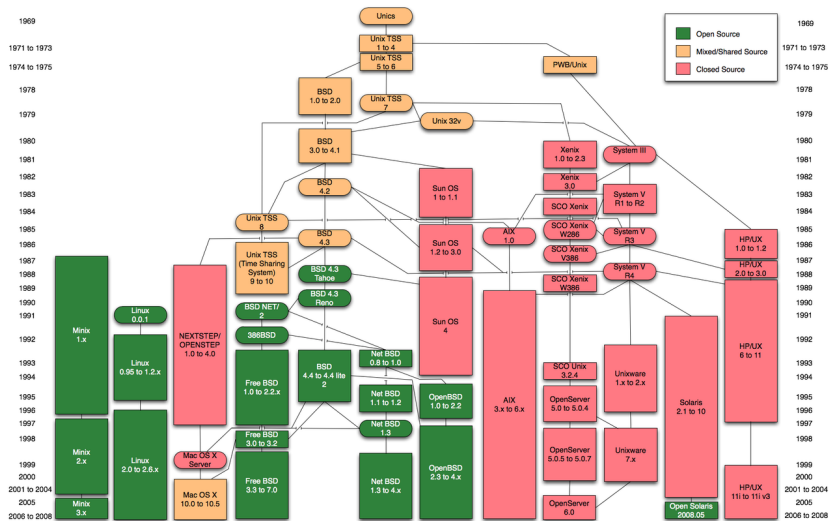 1969
1971 to 1973
1974 to 1975
1978
1979
1980
1981
1982
1983
1984
1985
1986
1987
1988
1989
1990
1991
1992
1993
1994
1995
1996
1997
1998
1999
2000
2001 to 2004
2005
2006 to 2008
Minix
1.x
Minix
2.x
Minix
3.x
Linux
0.0.1
Linux
0.95 to 1.2.x
Linux
2.0 to 2.6.x
NEXTSTEP/
OPENSTEP
1.0 to 4.0
Mac OS X
Server
Mac OS X
10.0 to 10.5
Unix TSS
8
Unix TSS
(Time Sharing
System)
9 to 10
BSD NET/
2
386BSD
Free BSD
1.0 to 2.2.x
Free BSD
3.0 to 3.2
Free BSD
3.3 to 7.0
BSD
1.0 to 2.0
BSD
3.0 to 4.1
BSD
4.2
BSD
4.3
BSD 4.3
Tahoe
BSD 4.3
Reno
BSD
4.4 to 4.4 lite
2
Unics
Unix TSS
1 to 4
Unix TSS
5 to 6
Unix TSS
7
Unix 32v
Net BSD
0.8 to 1.0
Net BSD
1.1 to 1.2
Net BSD
1.3
Net BSD
1.3 to 4.x
Sun OS
1 to 1.1
Sun OS
1.2 to 3.0
Sun OS
4
OpenBSD
1.0 to 2.2
OpenBSD
2.3 to 4.x
AIX
1.0
AIX
3.x to 6.x
PWB/Unix
Xenix
1.0 to 2.3
Xenix
3.0
SCO Xenix
SCO Xenix
W286
SCO Xenix
V386
SCO Xenix
W386
SCO Unix
3.2.4
OpenServer
5.0 to 5.0.4
OpenServer
5.0.5 to 5.0.7
OpenServer
6.0
System III
System V
R1 to R2
System V
R3
System V
R4
Unixware
1.x to 2.x
Unixware
7.x
Solaris
2.1 to 10
Open Solaris
2008.05
HP/UX
1.0 to 1.2
HP/UX
2.0 to 3.0
HP/UX
6 to 11
HP/UX
11i to 11i v3
Open Source
Mixed/Shared Source
Closed Source
1969
1971 to 1973
1974 to 1975
1978
1979
1980
1981
1982
1983
1984
1985
1986
1987
1988
1989
1990
1991
1992
1993
1994
1995
1996
1997
1998
1999
2000
2001 to 2004
2005
2006 to 2008